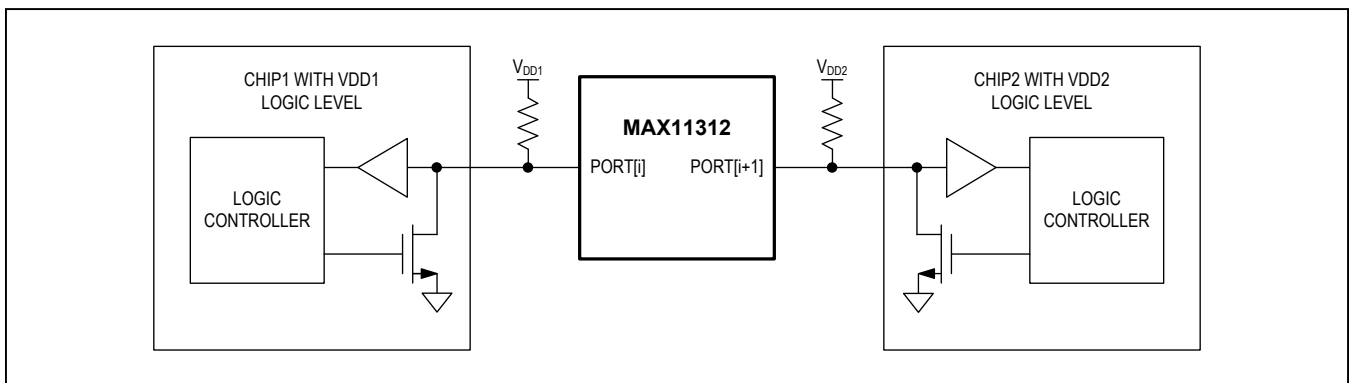 CHIP1 WITH VDD1
LOGIC LEVEL
LOGIC
CONTROLLER
VDD1
MAX11312
PORT[i]
PORT[i+1]
VDD2
CHIP2 WITH VDD2
LOGIC LEVEL
LOGIC
CONTROLLER